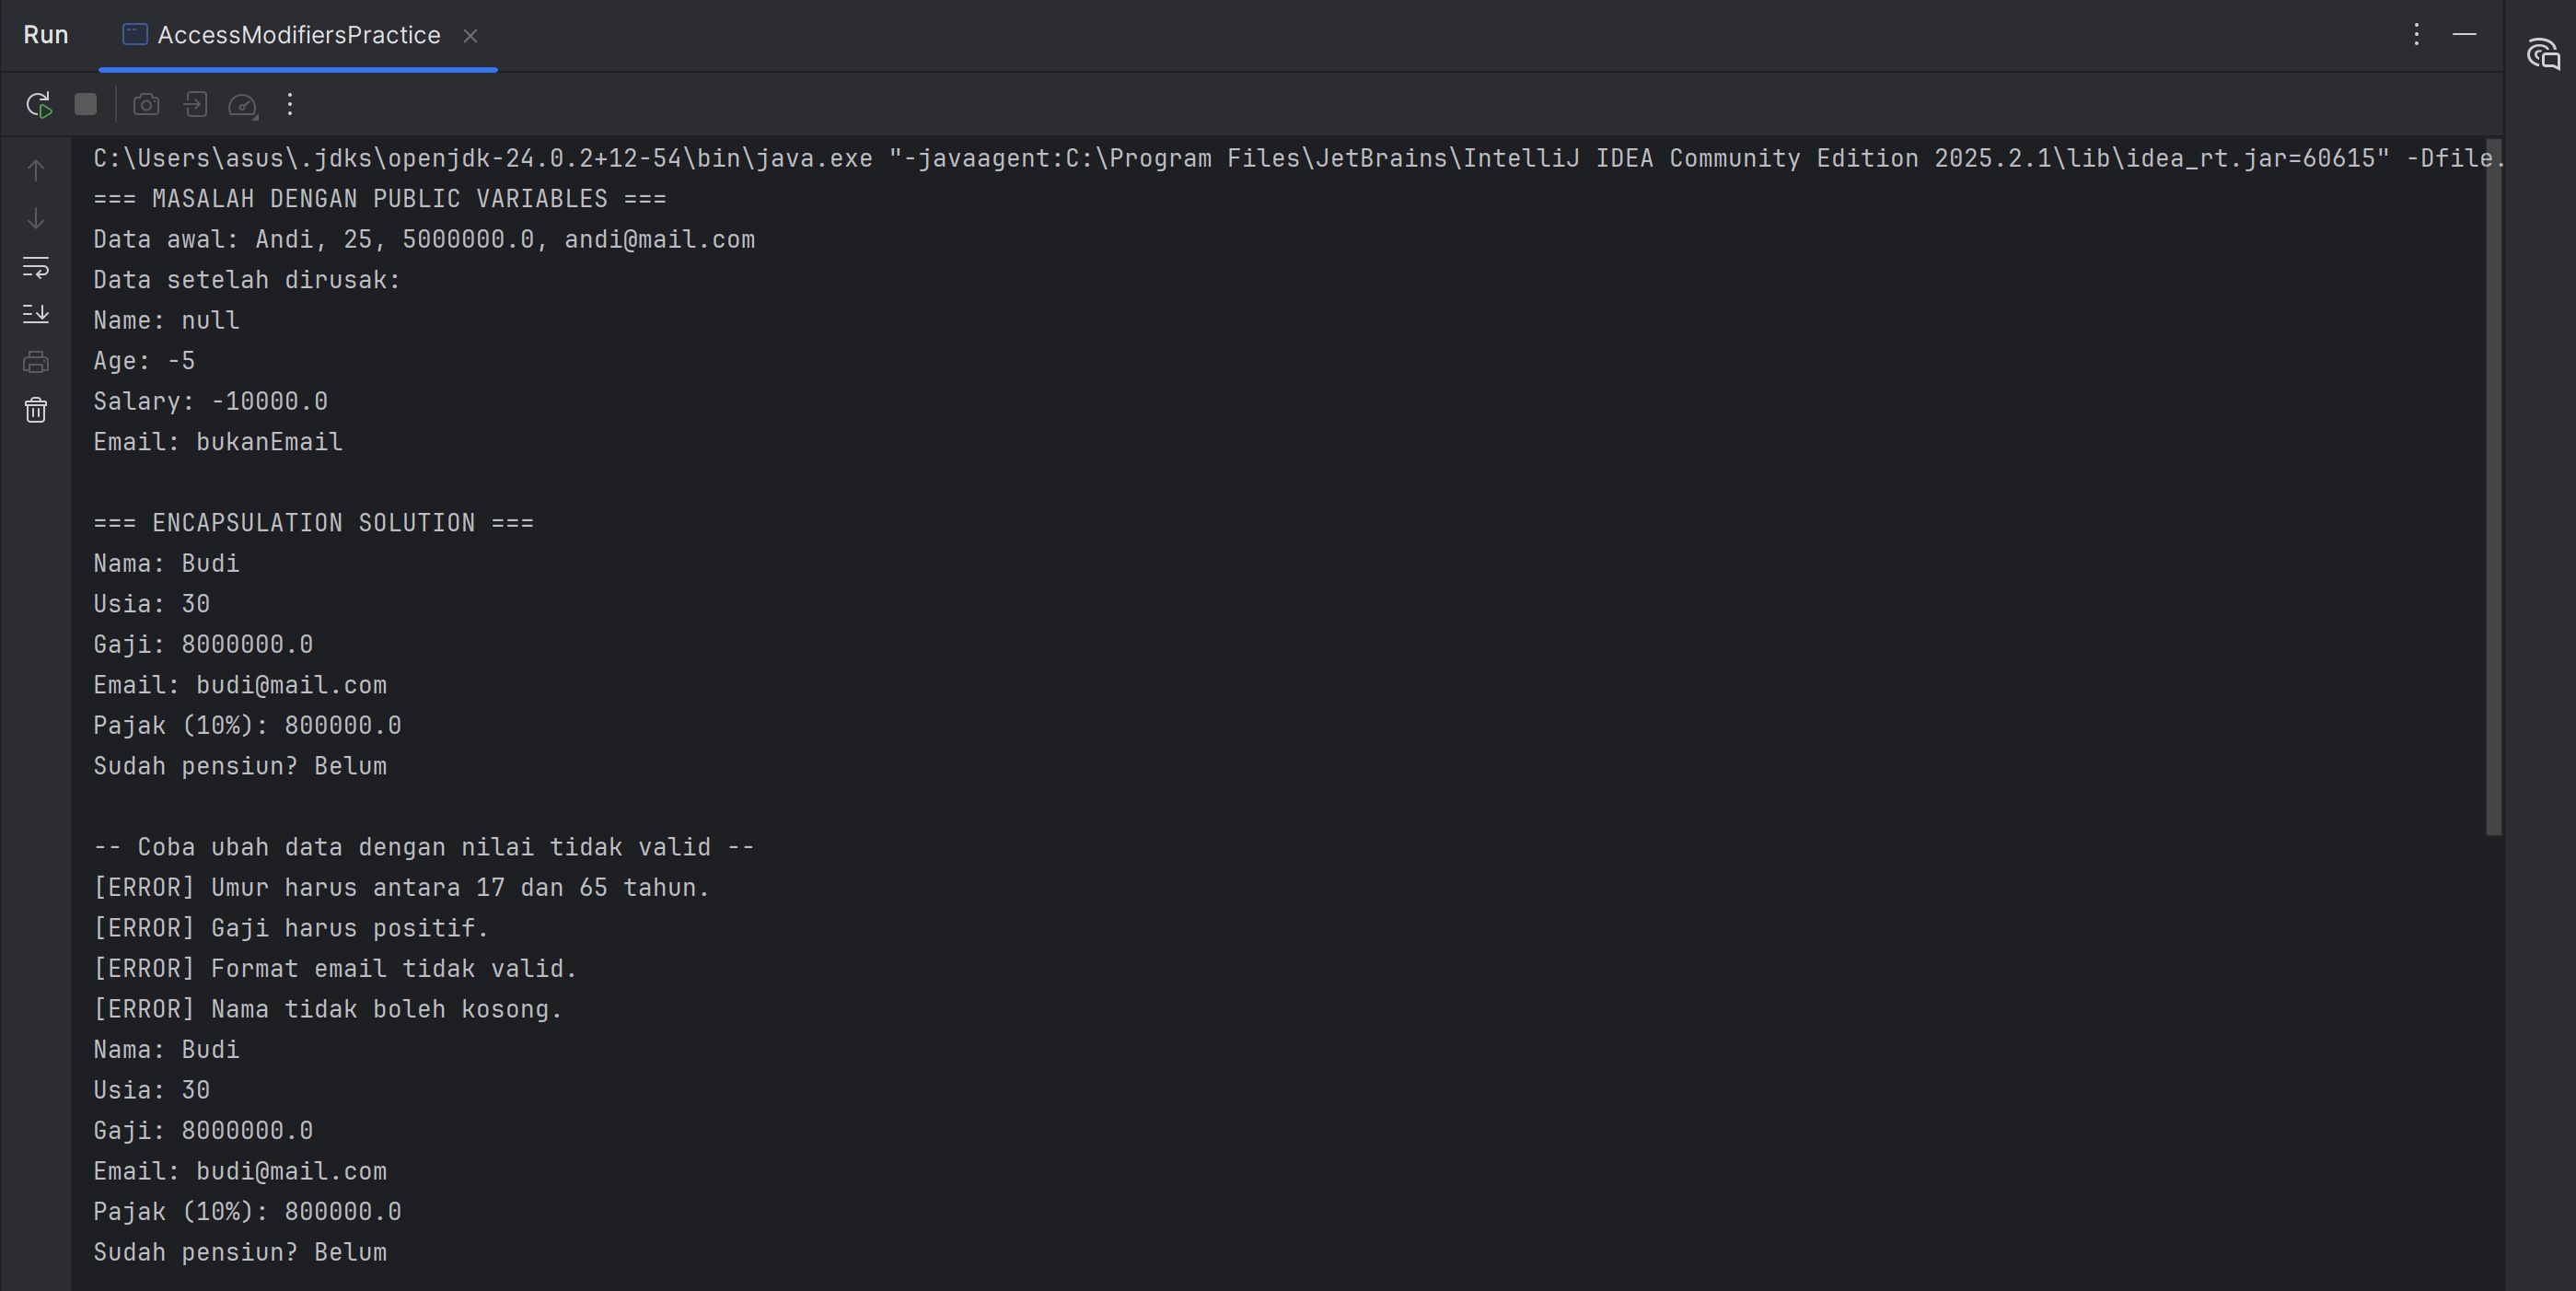 Run AccessModifiersPractice
C:\Users\asus\.jdks\openjdk-24.0.2+12-54\bin\java.exe "-javaagent:C:\Program Files\JetBrains\IntelliJ IDEA Community Edition 2025.2.1\lib\idea_rt.jar=60615" -Dfile.
=== MASALAH DENGAN PUBLIC VARIABLES ===
Data awal: Andi, 25, 5000000.0, andi@mail.com
Data setelah dirusak:
Name: null
Age: -5
Salary: -10000.0
Email: bukanEmail
=== ENCAPSULATION SOLUTION ===
Nama: Budi
Usia: 30
Gaji: 8000000.0
Email: budi@mail.com
Pajak (10%): 800000.0
Sudah pensiun? Belum
-- Coba ubah data dengan nilai tidak valid --
[ERROR] Umur harus antara 17 dan 65 tahun.
[ERROR] Gaji harus positif.
[ERROR] Format email tidak valid.
[ERROR] Nama tidak boleh kosong.
Nama: Budi
Usia: 30
Gaji: 8000000.0
Email: budi@mail.com
Pajak (10%): 800000.0
Sudah pensiun? Belum